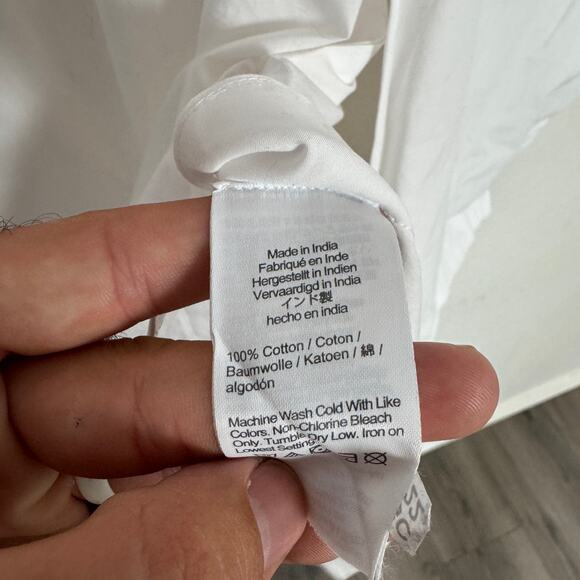 Made in India
Fabriqué en Inde
Hergestellt in Indien
Vervaardigd in India
インド製
hecho en india
100% Cotton / Coton /
Baumwolle / Katoen / 綿 /
algodón
Machine Wash Cold With Like
Colors. Non-Chlorine Bleach
Only. Tumble Dry Low. Iron on
Lowest Setting